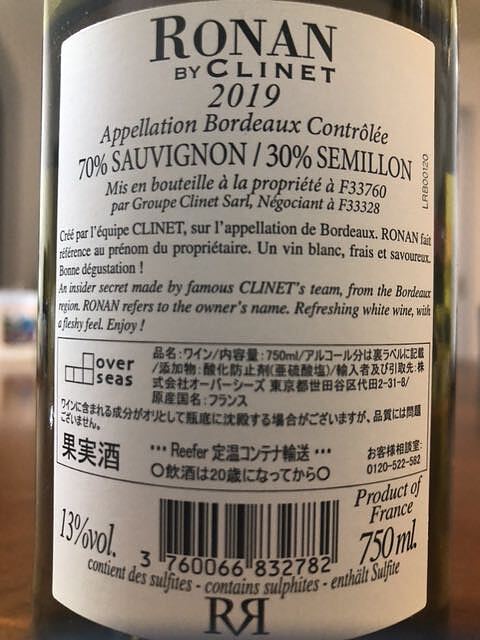 RONAN
BY CLINET
2019
Appellation Bordeaux Contrôlée
70% SAUVIGNON / 30% SEMILLON
Mis en bouteille à la propriété à F33760
par Groupe Clinet Sarl, Négociant à F33328
LRB00120
Créé par l'équipe CLINET, sur l'appellation de Bordeaux. RONAN fait
référence au prénom du propriétaire. Un vin blanc, frais et savoureux.
Bonne dégustation !
An insider secret made by famous CLINET's team, from the Bordeaux
region. RONAN refers to the owner's name. Refreshing white wine, with
a fleshy feel. Enjoy !
over
seas
品名:ワイン/内容量:750ml/アルコール分は裏ラベルに記載
/添加物:酸化防止剤(亜硫酸塩)/輸入者及び引取先:株
式会社オーバーシーズ 東京都世田谷区代田2-31-8/
原産国名:フランス
ワインに含まれる成分がオリとして瓶底に沈殿する場合がございますが、品質には問題
ございません。
果実酒
••• Reefer 定温コンテナ輸送 •••
〇飲酒は20歳になってから〇
お客様相談室:
0120-522-582
13%vol.
3 760066 832782
Product of
France
750ml.
contient des sulfites - contains sulphites - enthält Sulfite
RR